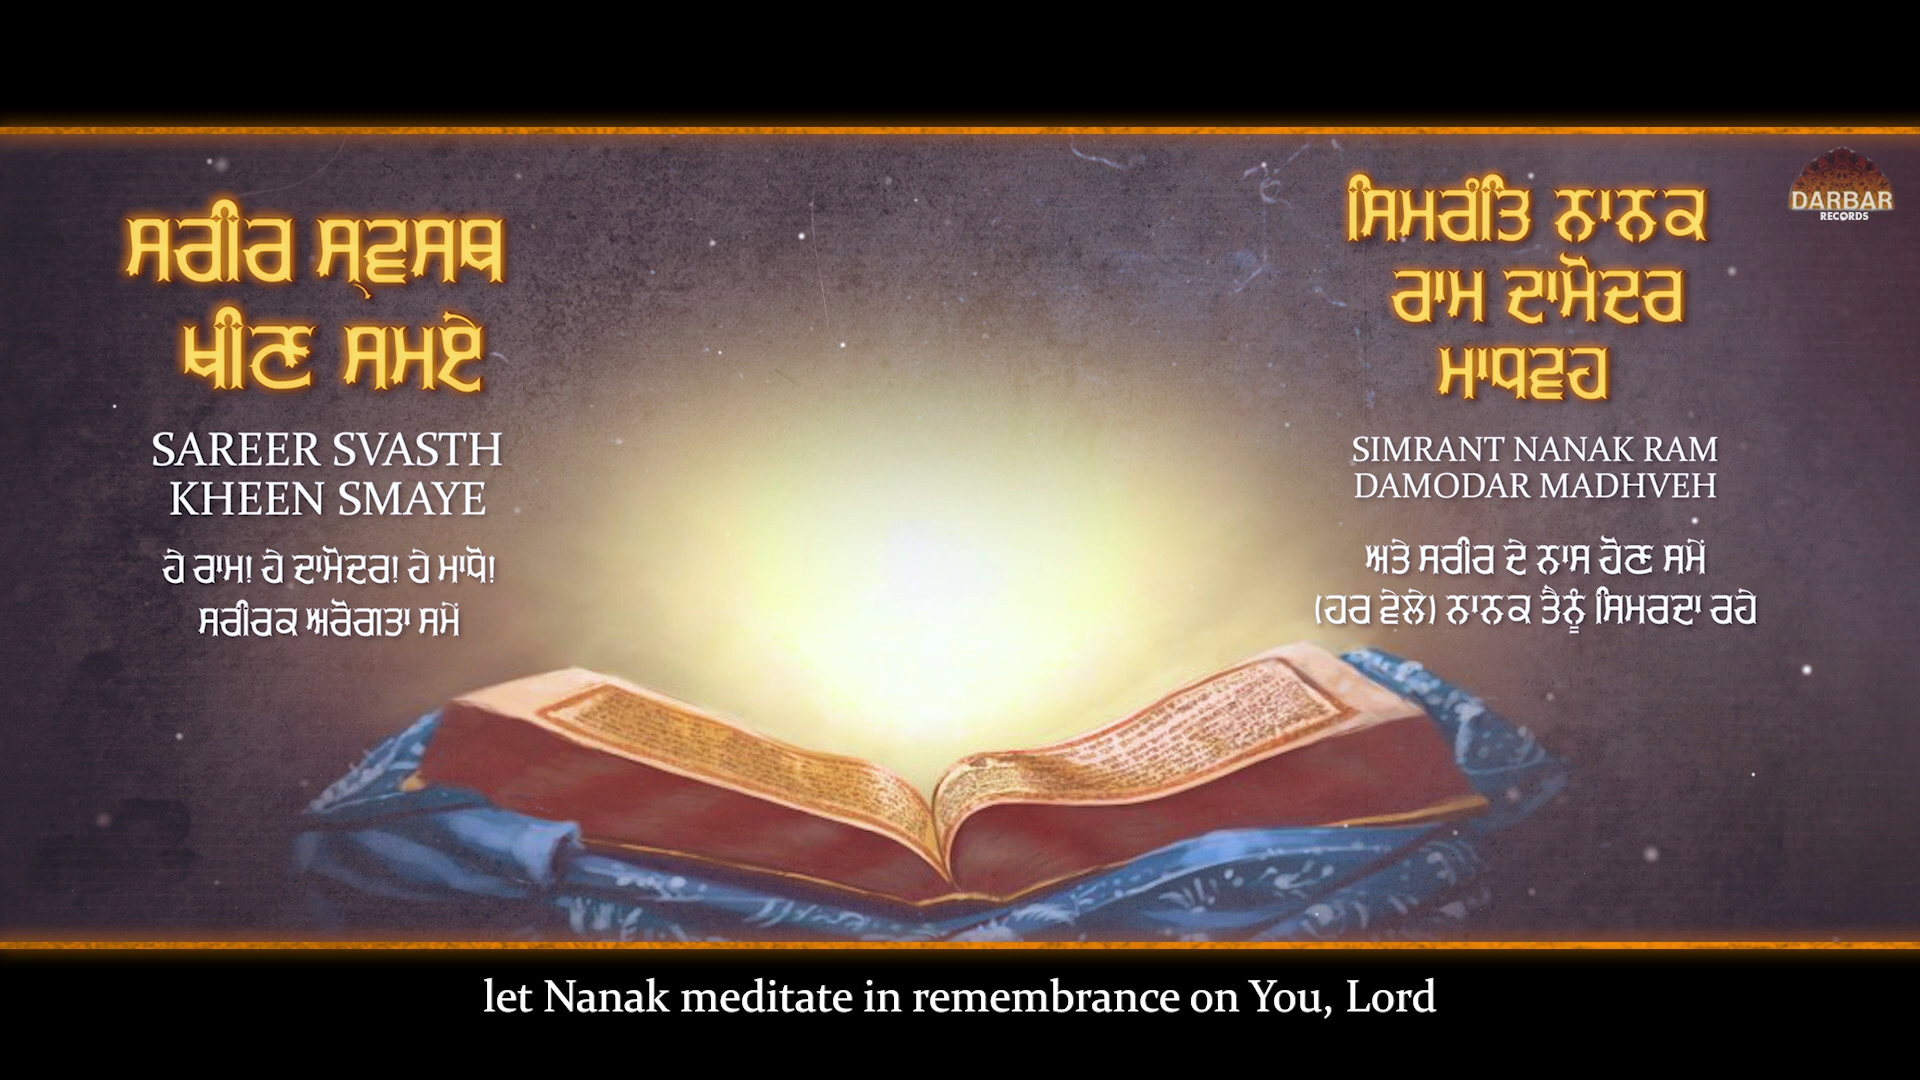 ਸਰੀਰ ਸ੍ਵਸਥ
ਖੀਣ ਸਮਏ
SAREER SVASTH
KHEEN SMAYE
ਹੇ ਰਾਮ! ਹੇ ਦਾਮੋਦਰ! ਹੇ ਮਾਧੋ!
ਸਰੀਰਕ ਅਰੋਗਤਾ ਸਮੇਂ
ਸਿਮਰੰਤਿ ਨਾਨਕ
ਰਾਮ ਦਾਮੋਦਰ
ਮਾਧਵਹ
SIMRANT NANAK RAM
DAMODAR MADHVEH
ਅਤੇ ਸਰੀਰ ਦੇ ਨਾਸ ਹੋਣ ਸਮੇਂ
(ਹਰ ਵੇਲੇ) ਨਾਨਕ ਤੈਨੂੰ ਸਿਮਰਦਾ ਰਹੇ
DARBAR
RECORDS
let Nanak meditate in remembrance on You, Lord